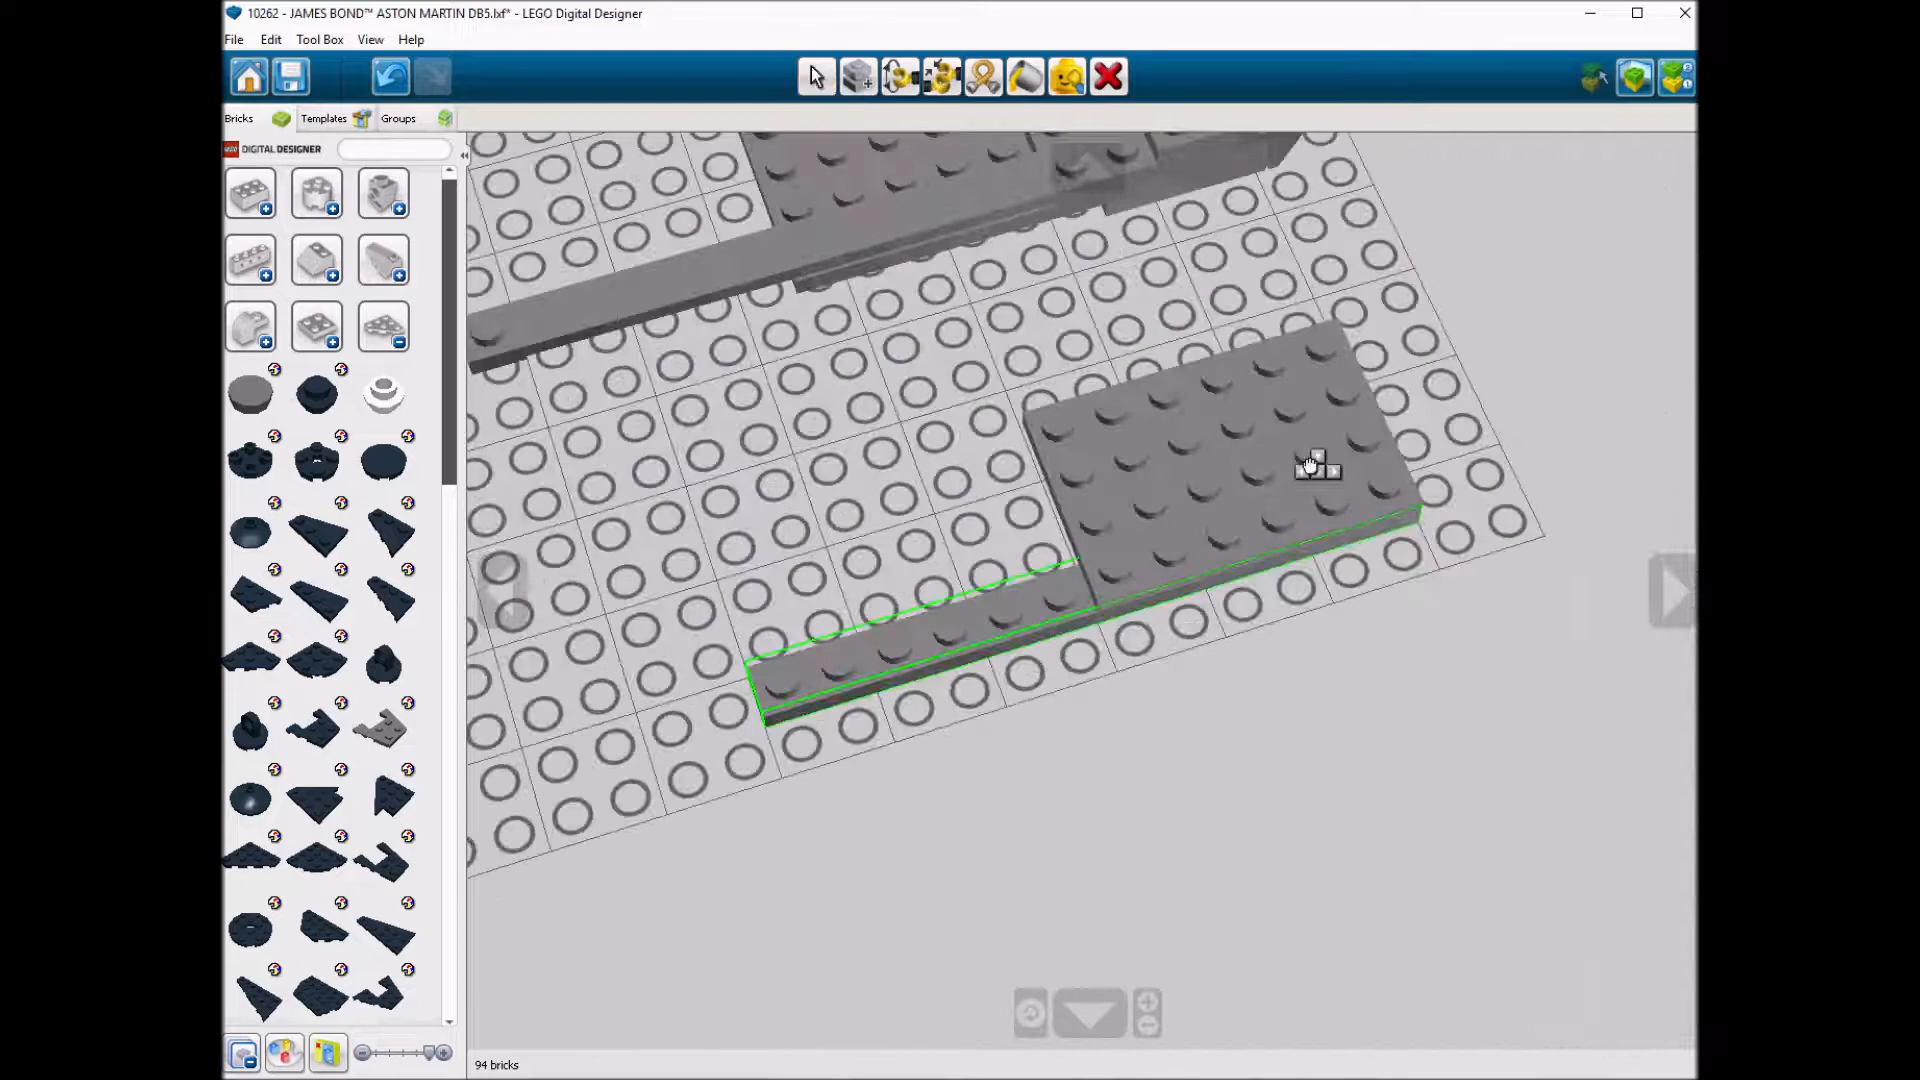 10262 - JAMES BOND™ ASTON MARTIN DB5.lxf* - LEGO Digital Designer
File Edit Tool Box View Help
Bricks Templates Groups
LEGO DIGITAL DESIGNER
94 bricks